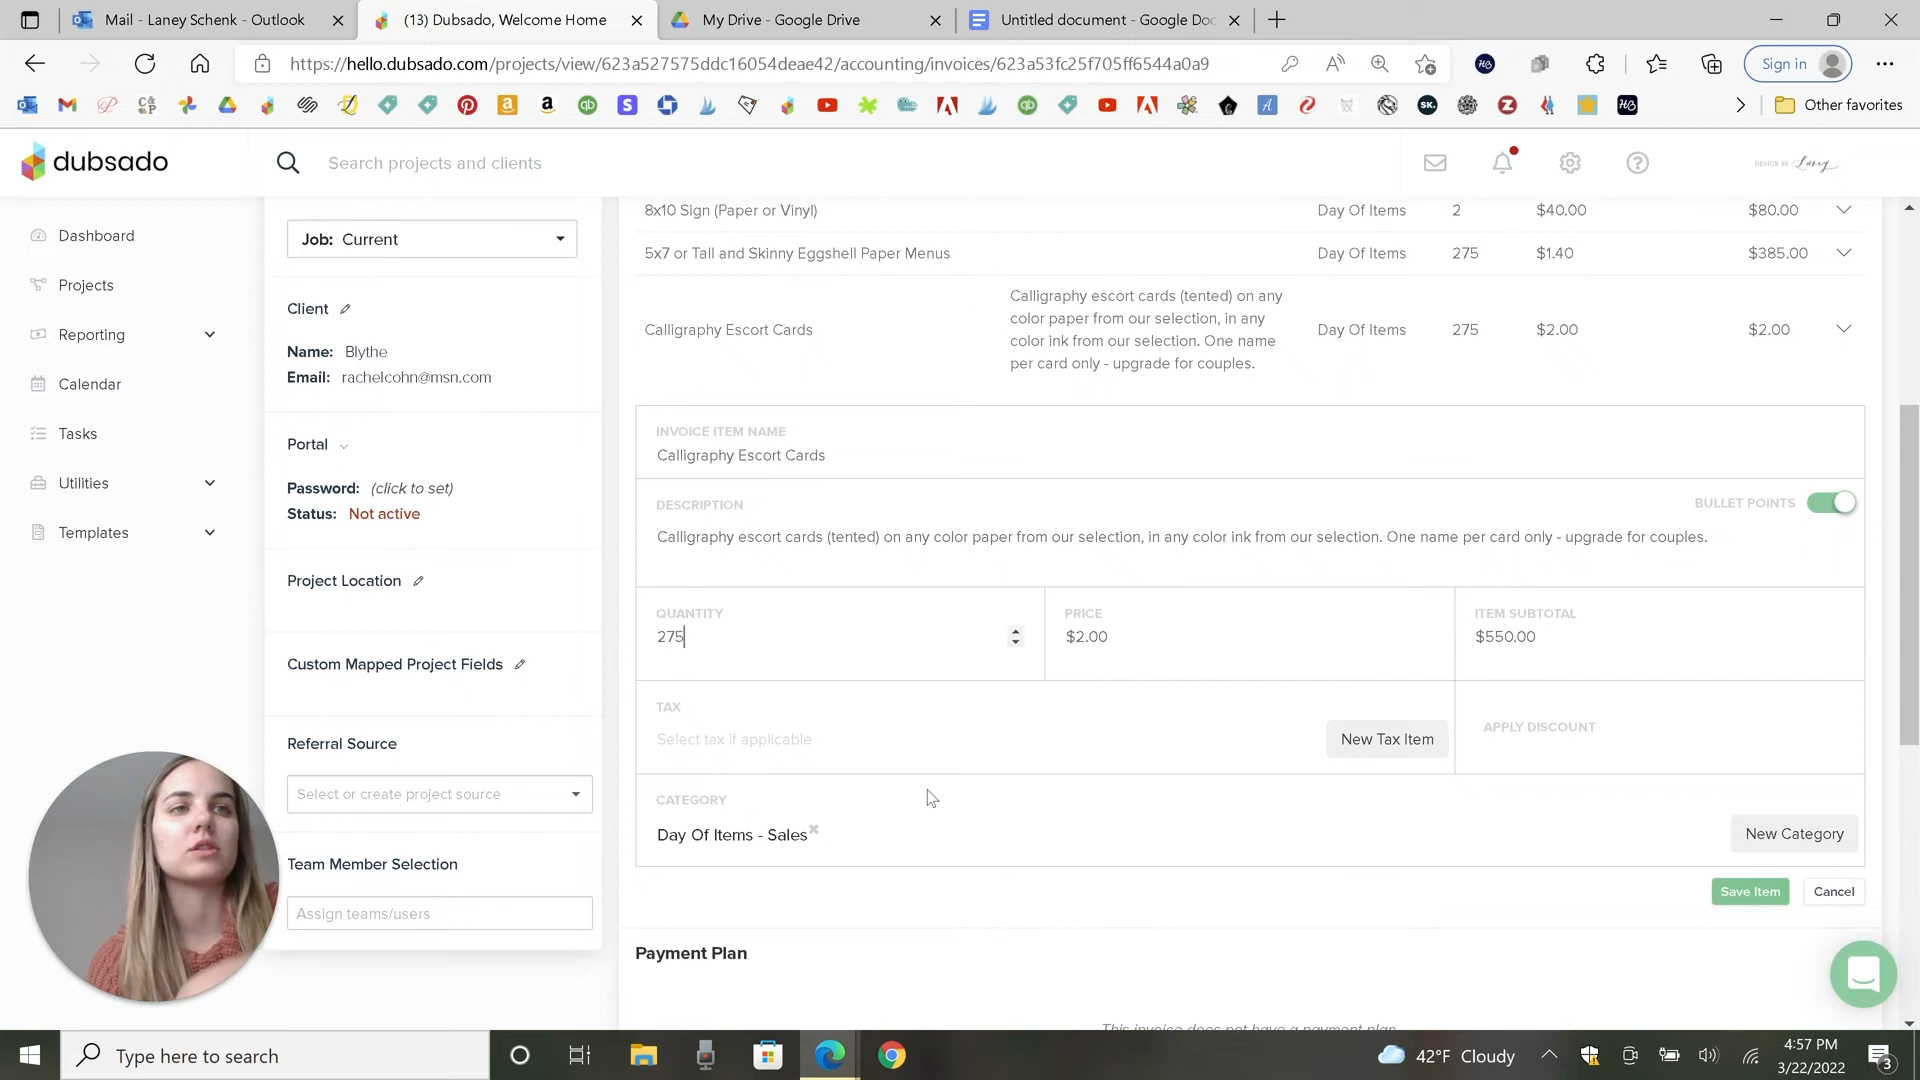 Mail - Laney Schenk - Outlook
(13) Dubsado, Welcome Home
My Drive - Google Drive
Untitled document - Google Doc
https://hello.dubsado.com/projects/view/623a527575ddc16054deae42/accounting/invoices/623a53fc25f705ff6544a0a9
Sign in
Other favorites
dubsado
Search projects and clients
DESIGN BY Laney
Dashboard
Projects
Reporting
Calendar
Tasks
Utilities
Templates
Job: Current
Client
Name: Blythe
Email: rachelcohn@msn.com
Portal
Password: (click to set)
Status: Not active
Project Location
Custom Mapped Project Fields
Referral Source
Select or create project source
Team Member Selection
Assign teams/users
8x10 Sign (Paper or Vinyl) Day Of Items 2 $40.00 $80.00
5x7 or Tall and Skinny Eggshell Paper Menus Day Of Items 275 $1.40 $385.00
Calligraphy escort cards (tented) on any
color paper from our selection, in any
Calligraphy Escort Cards Day Of Items 275 $2.00 $2.00
color ink from our selection. One name
per card only - upgrade for couples.
INVOICE ITEM NAME
Calligraphy Escort Cards
DESCRIPTION
BULLET POINTS
Calligraphy escort cards (tented) on any color paper from our selection, in any color ink from our selection. One name per card only - upgrade for couples.
QUANTITY
275
PRICE
$2.00
ITEM SUBTOTAL
$550.00
TAX
Select tax if applicable
New Tax Item
APPLY DISCOUNT
CATEGORY
Day Of Items - Sales
New Category
Save Item
Cancel
Payment Plan
This invoice does not have a payment plan
Type here to search
42°F Cloudy
4:57 PM
3/22/2022
3